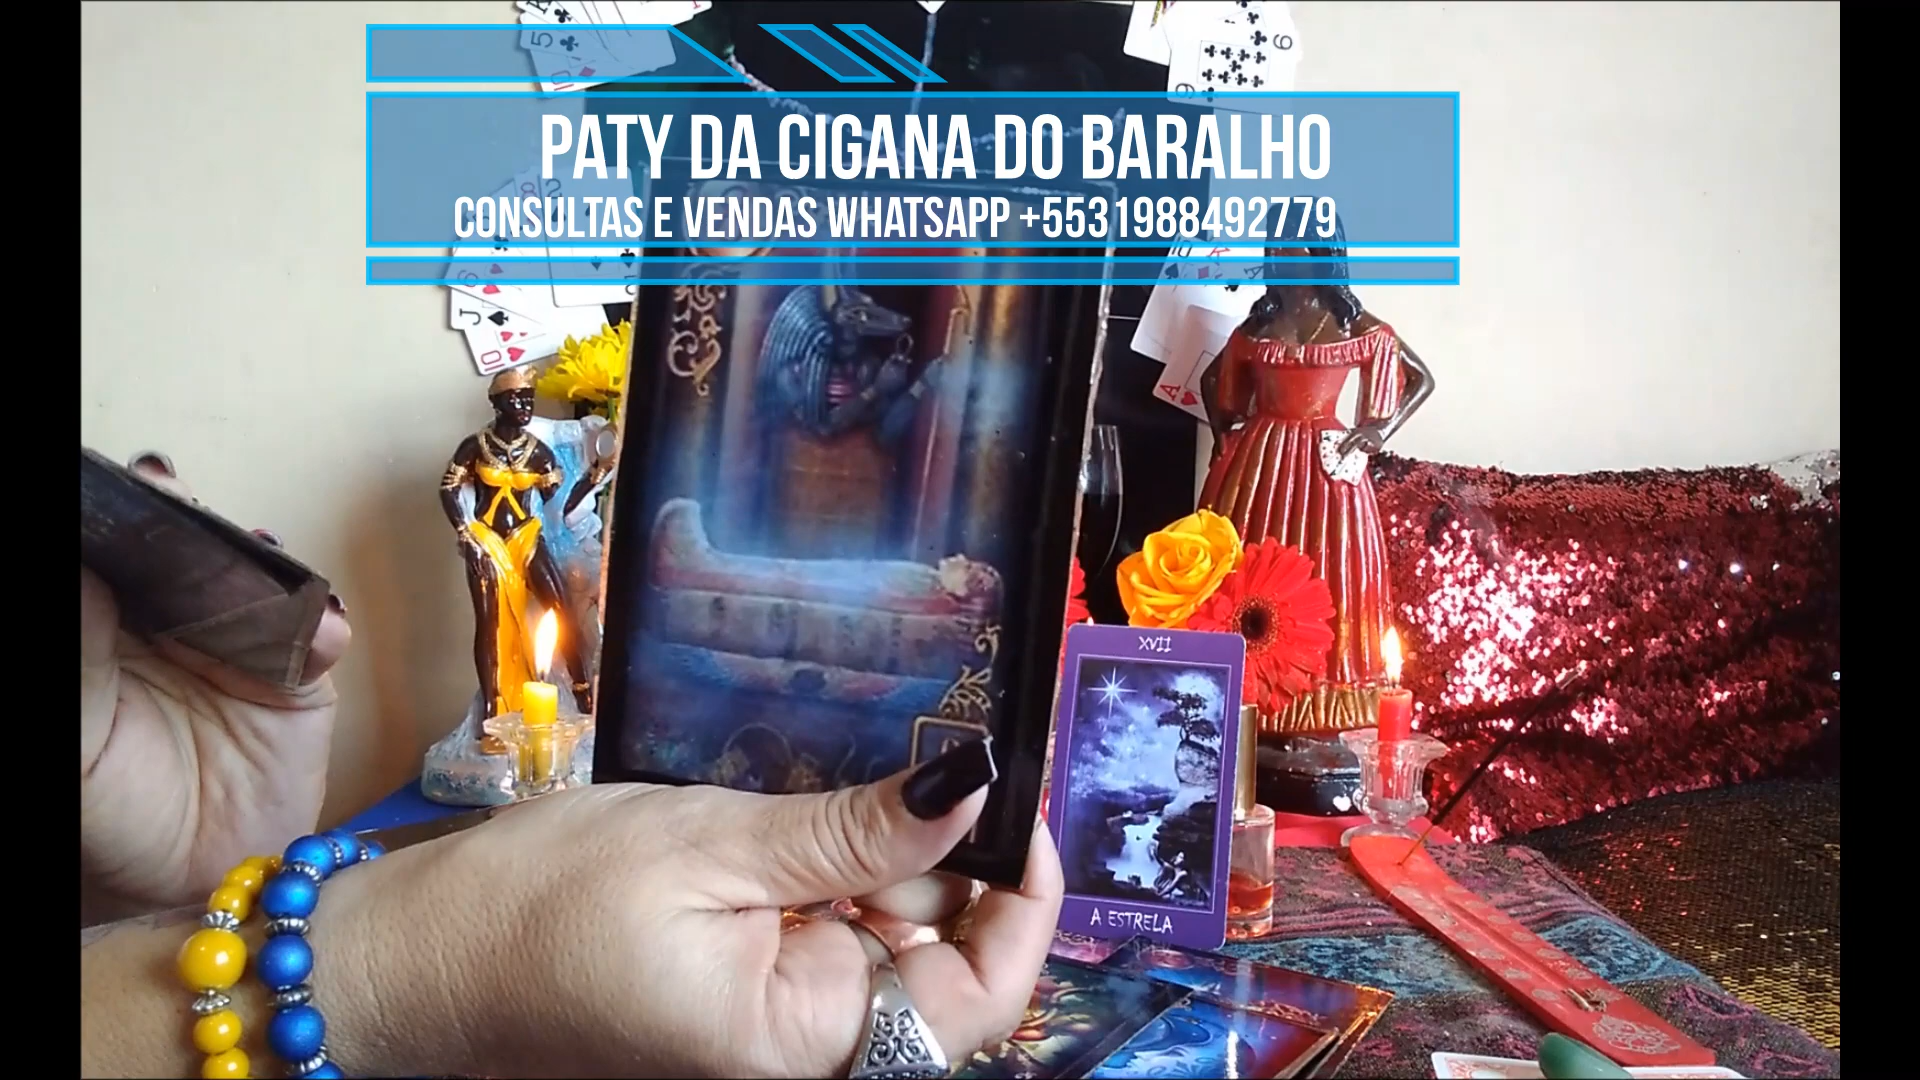 PATY DA CIGANA DO BARALHO
CONSULTAS E VENDAS WHATSAPP +5531988492779
XVII
A ESTRELA